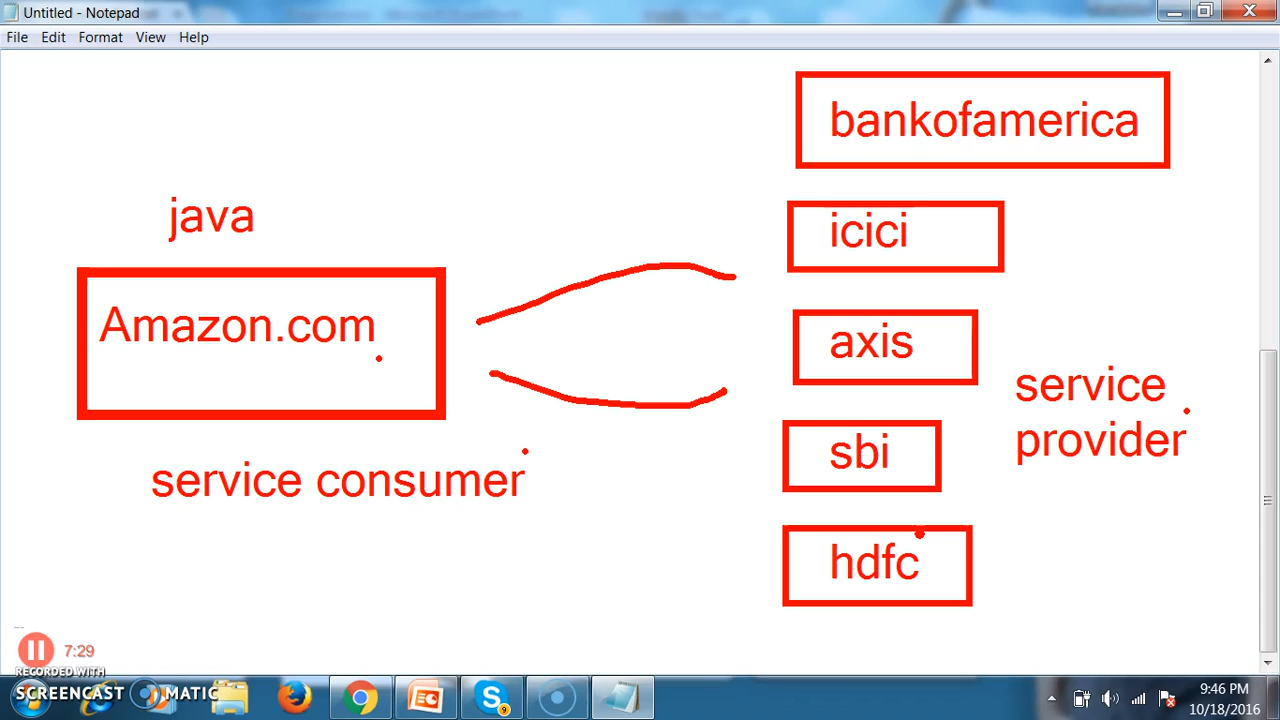 Untitled - Notepad
File Edit Format View Help
bankofamerica
java
icici
Amazon.com
axis
service
provider
sbi
service consumer
hdfc
7:29
RECORDED WITH
SCREENCAST MATIC
9
9:46 PM
10/18/2016